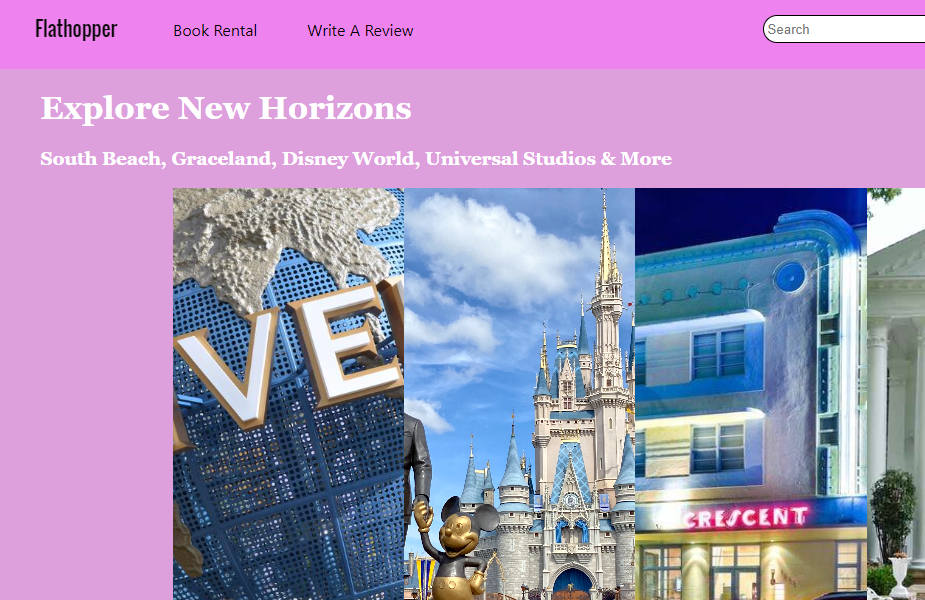 Flathopper
Book Rental
Write A Review
Search
Explore New Horizons
South Beach, Graceland, Disney World, Universal Studios & More
VE
CRESCENT